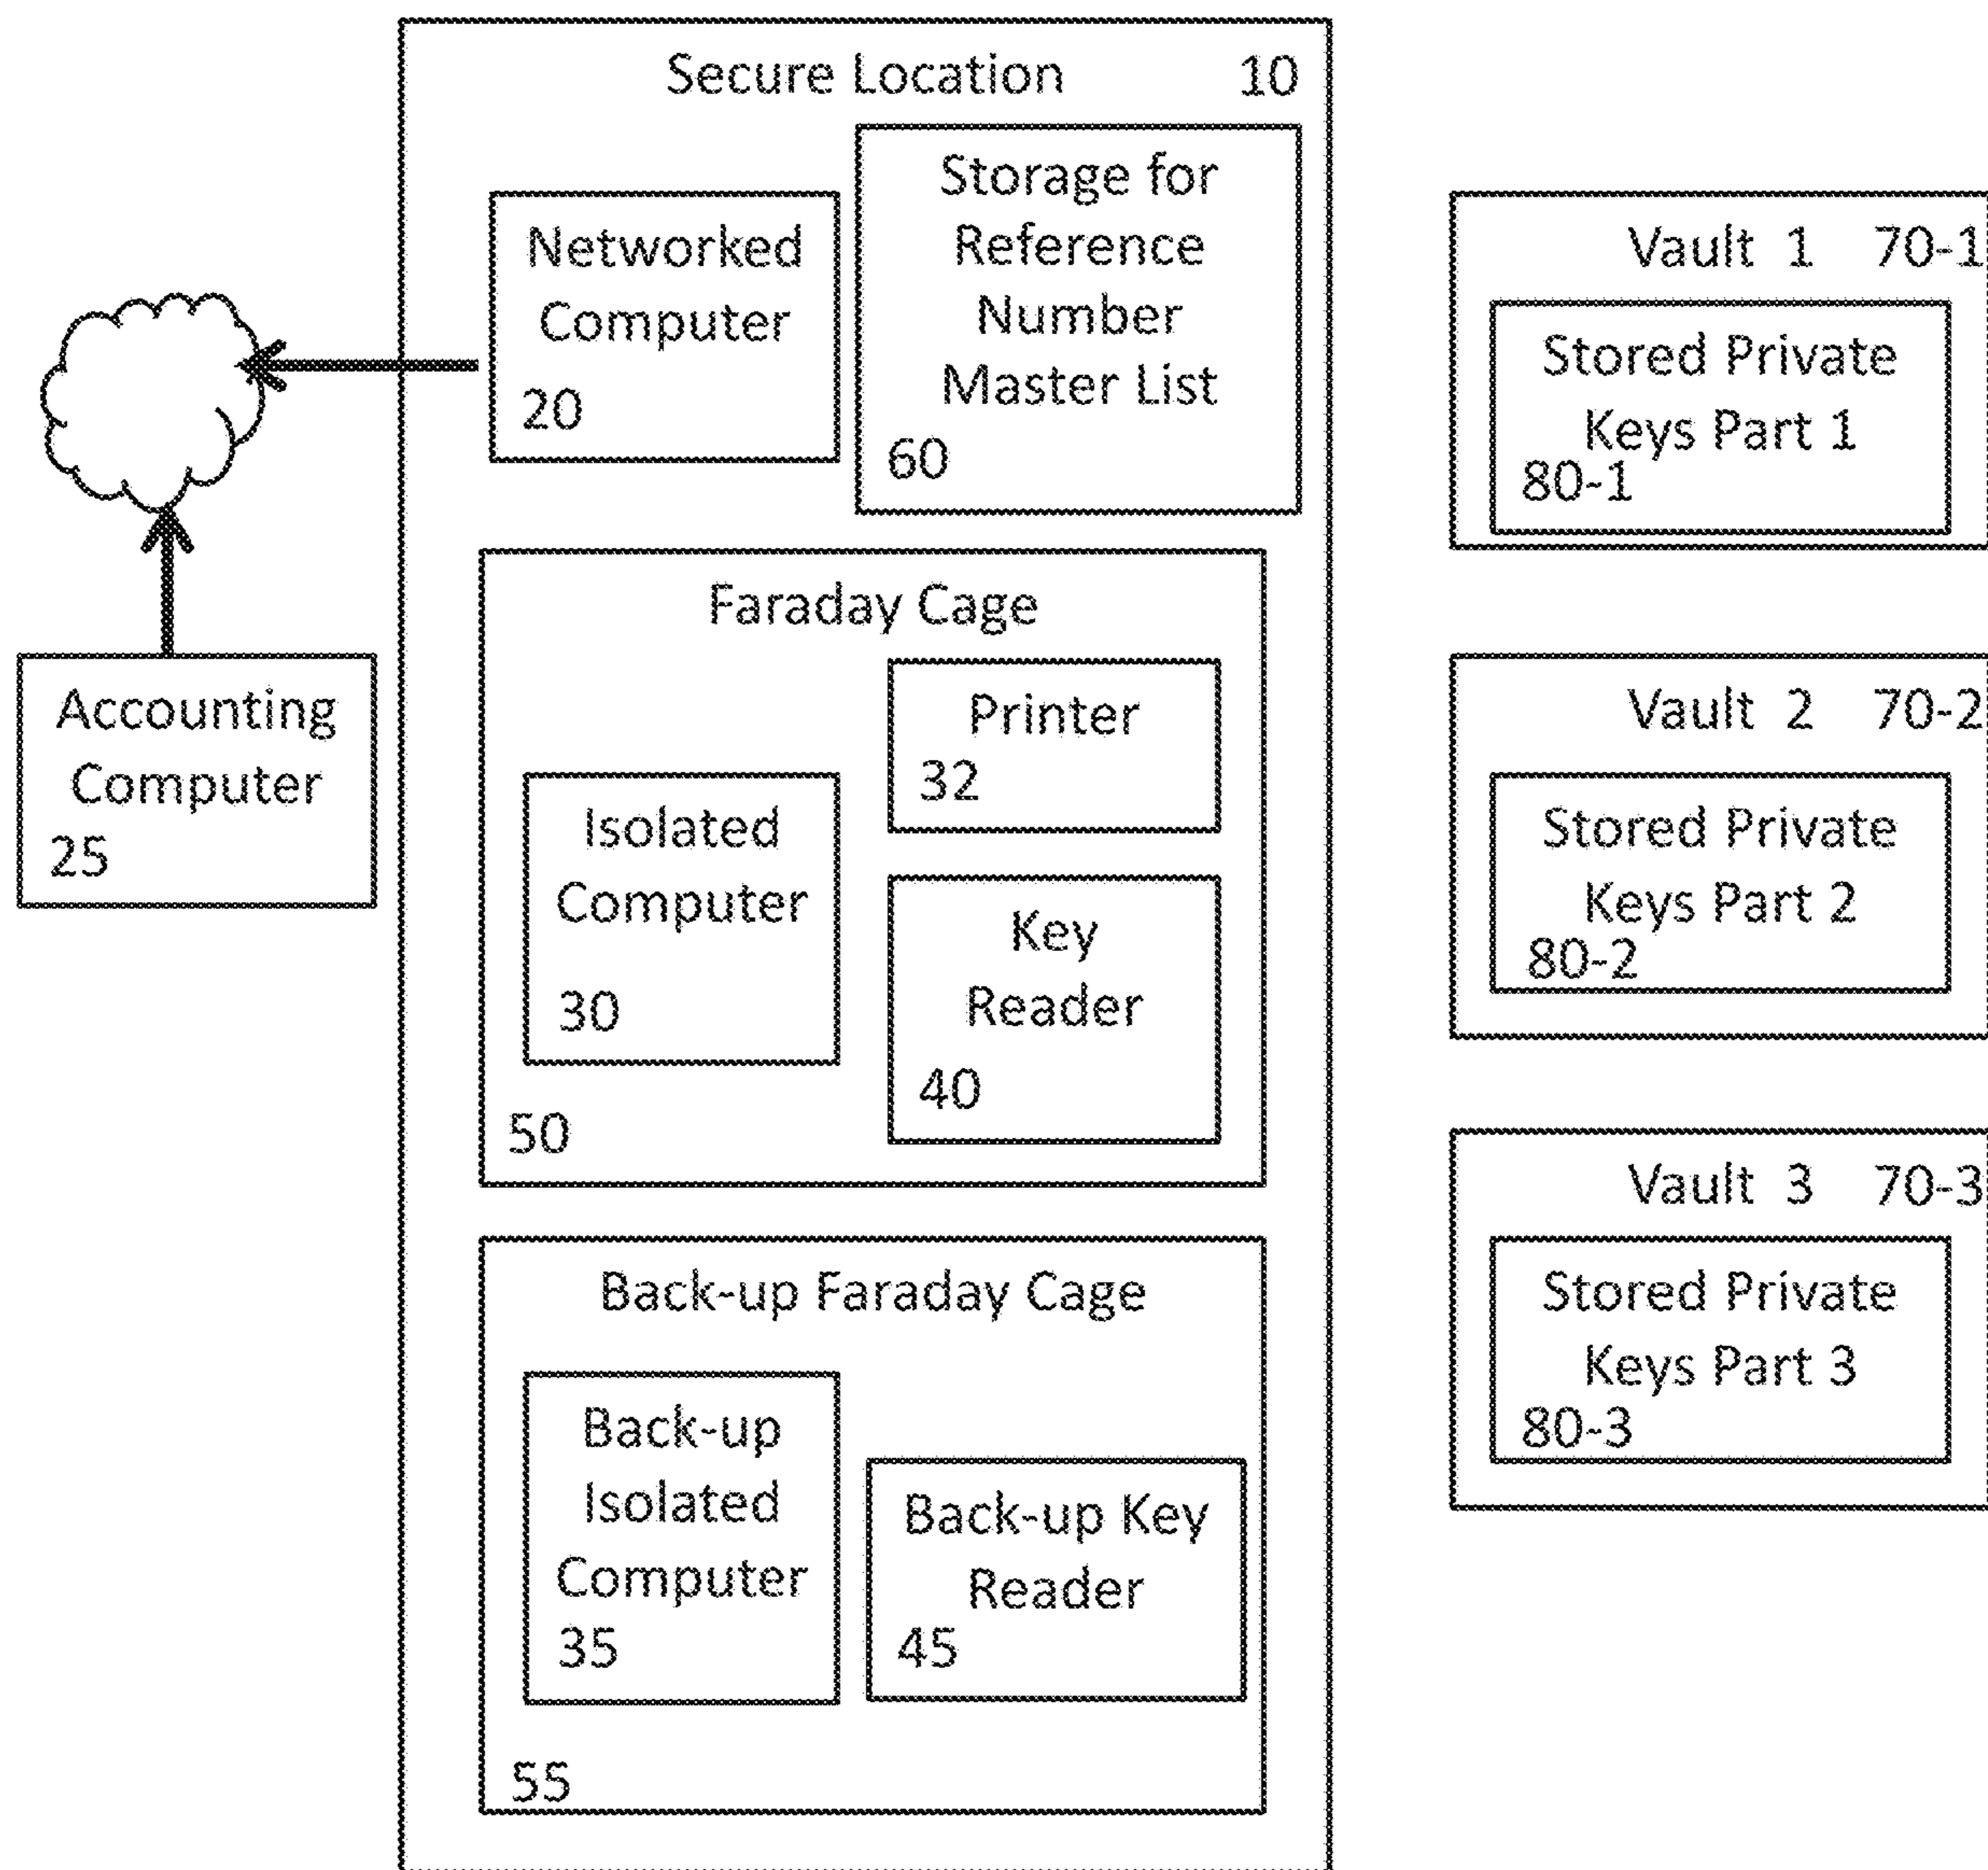 Secure Location 10
Networked
Computer
20
Storage for
Reference
Number
Master List
60
Accounting
Computer
25
Faraday Cage
Printer
32
Isolated
Computer
30
Key
Reader
40
50
Back-up Faraday Cage
Back-up
Isolated
Computer
35
Back-up Key
Reader
45
55
Vault 1 70-1
Stored Private
Keys Part 1
80-1
Vault 2 70-2
Stored Private
Keys Part 2
80-2
Vault 3 70-3
Stored Private
Keys Part 3
80-3